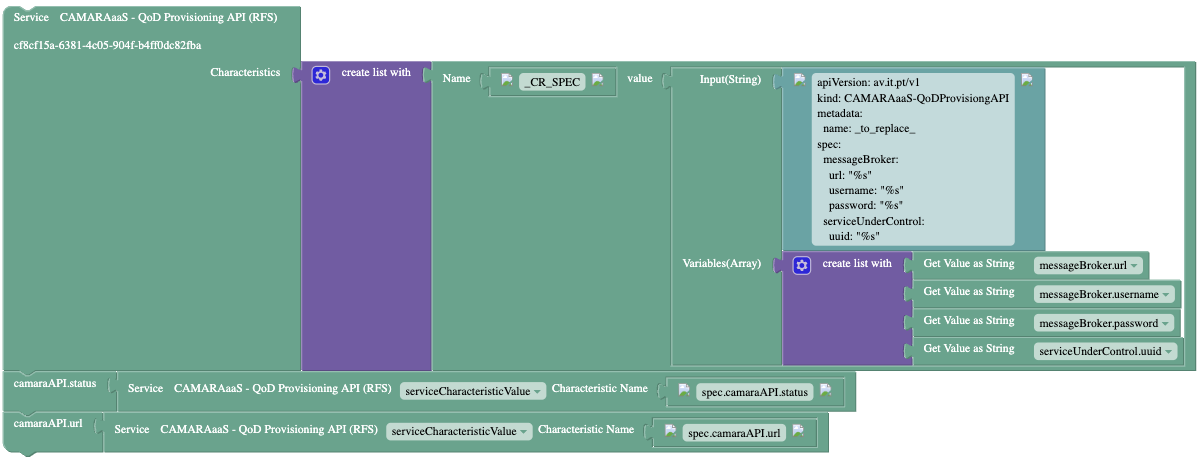 Service CAMARAaaS - QoD Provisioning API (RFS)
cf8cf15a-6381-4c05-904f-b4ff0dc82fba
Characteristics create list with Name _CR_SPEC value Input(String)
apiVersion: av.it.pt/v1
kind: CAMARAaaS-QoDProvisiongAPI
metadata:
name: _to_replace_
spec:
messageBroker:
url: "%s"
username: "%s"
password: "%s"
serviceUnderControl:
uuid: "%s"
Variables(Array) create list with Get Value as String messageBroker.url
Get Value as String messageBroker.username
Get Value as String messageBroker.password
Get Value as String serviceUnderControl.uuid
camaraAPI.status Service CAMARAaaS - QoD Provisioning API (RFS) serviceCharacteristicValue Characteristic Name spec.camaraAPI.status
camaraAPI.url Service CAMARAaaS - QoD Provisioning API (RFS) serviceCharacteristicValue Characteristic Name spec.camaraAPI.url